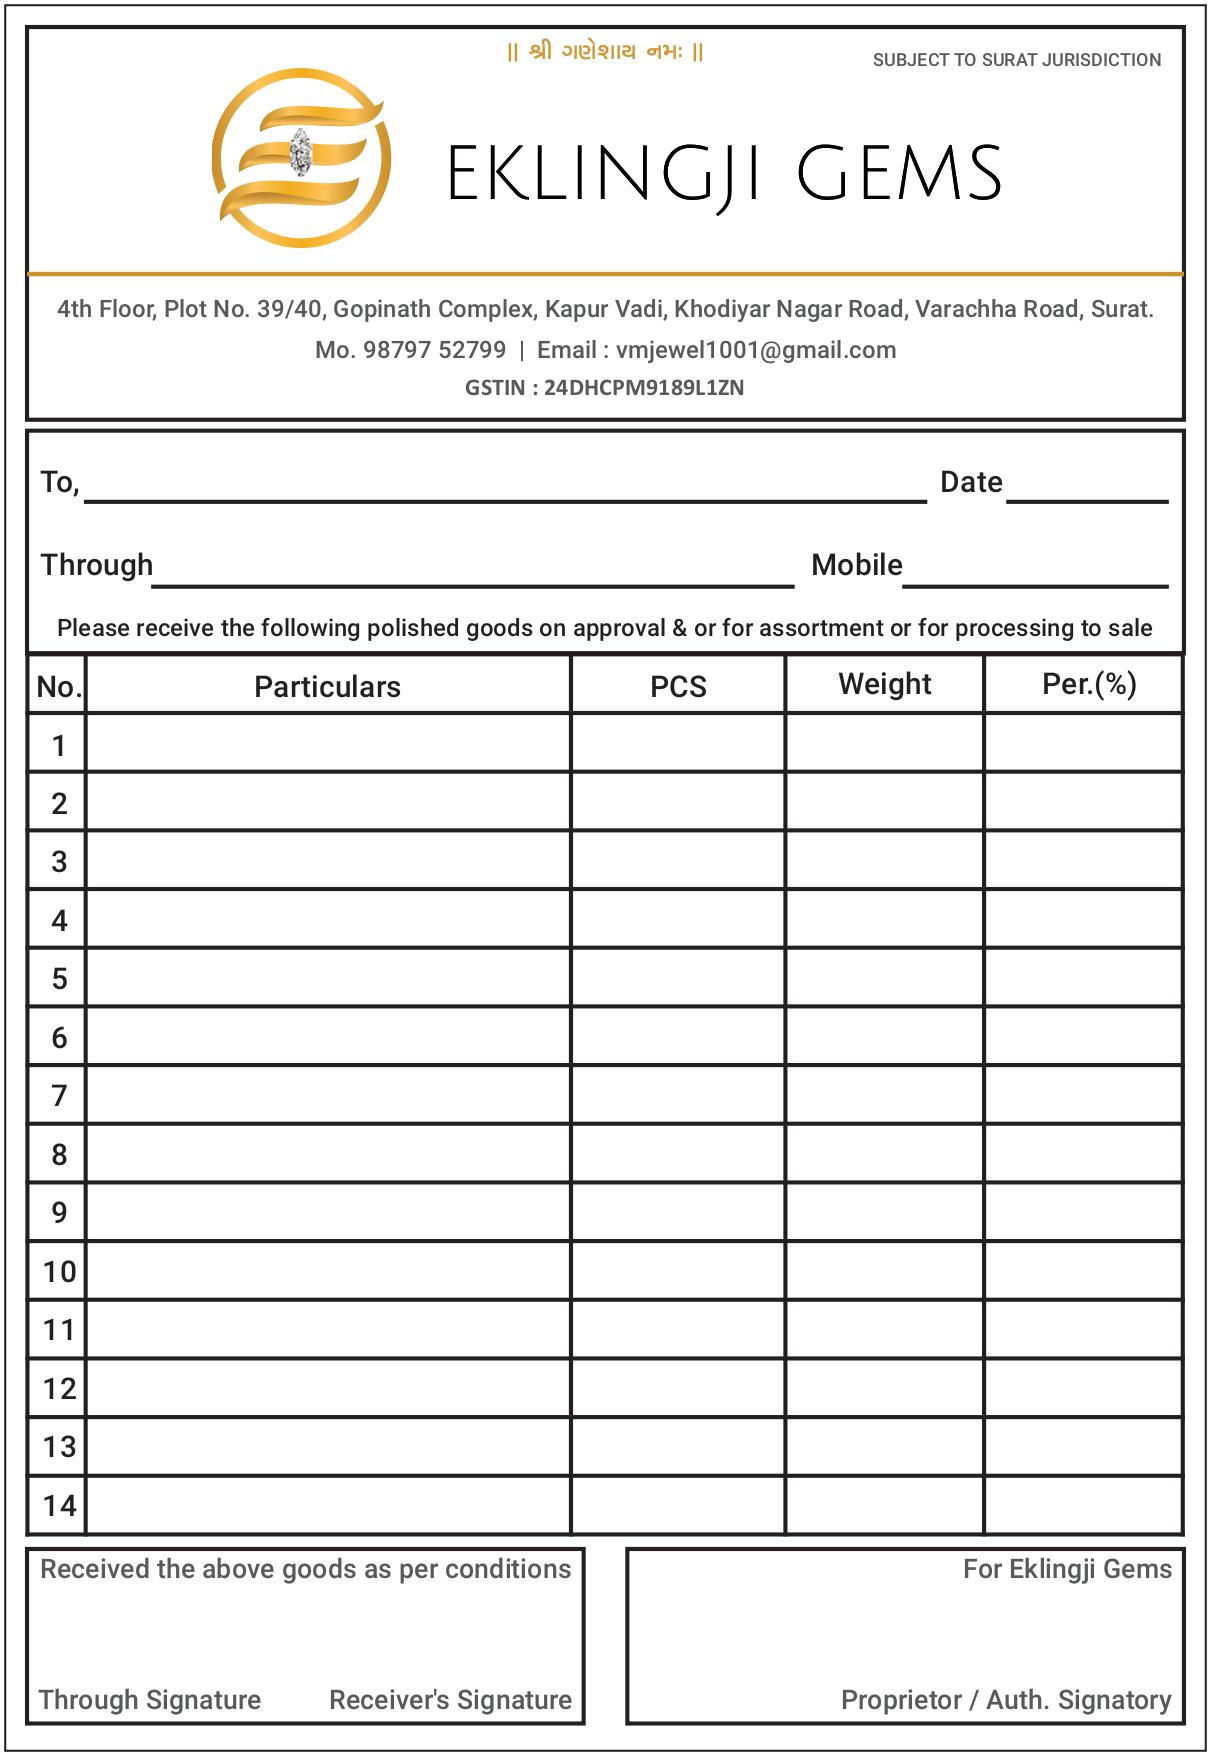 || શ્રી ગણેશાય નમઃ ||
SUBJECT TO SURAT JURISDICTION
EKLINGJI GEMS
4th Floor, Plot No. 39/40, Gopinath Complex, Kapur Vadi, Khodiyar Nagar Road, Varachha Road, Surat.
Mo. 98797 52799 | Email : vmjewel1001@gmail.com
GSTIN : 24DHCPM9189L1ZN
To, Date
Through Mobile
Please receive the following polished goods on approval & or for assortment or for processing to sale
No. Particulars PCS Weight Per.(%)
1
2
3
4
5
6
7
8
9
10
11
12
13
14
Received the above goods as per conditions
Through Signature Receiver's Signature
For Eklingji Gems
Proprietor / Auth. Signatory